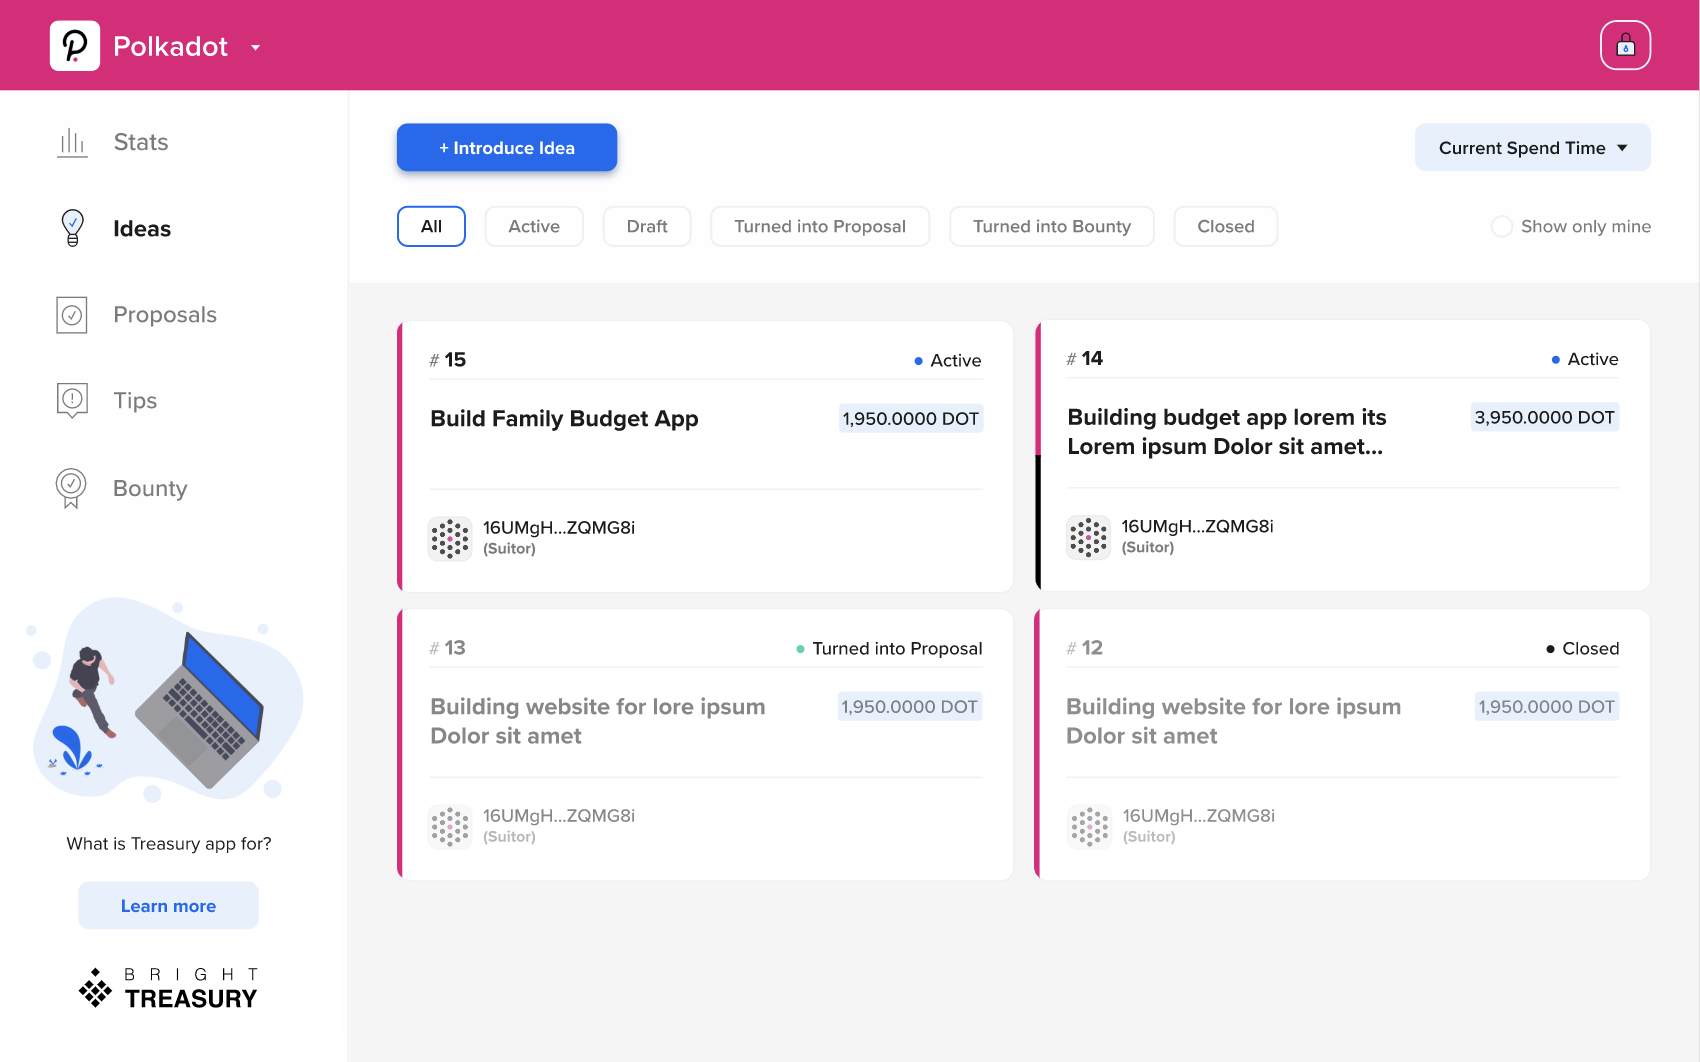 Polkadot
Stats
Ideas
Proposals
Tips
Bounty
What is Treasury app for?
Learn more
BRIGHT
TREASURY
+ Introduce Idea
Current Spend Time
All
Active
Draft
Turned into Proposal
Turned into Bounty
Closed
Show only mine
# 15
Active
Build Family Budget App
1,950.0000 DOT
16UMgH...ZQMG8i
(Suitor)
# 14
Active
Building budget app lorem its
3,950.0000 DOT
Lorem ipsum Dolor sit amet...
16UMgH...ZQMG8i
(Suitor)
# 13
Turned into Proposal
Building website for lore ipsum
1,950.0000 DOT
Dolor sit amet
16UMgH...ZQMG8i
(Suitor)
# 12
Closed
Building website for lore ipsum
1,950.0000 DOT
Dolor sit amet
16UMgH...ZQMG8i
(Suitor)